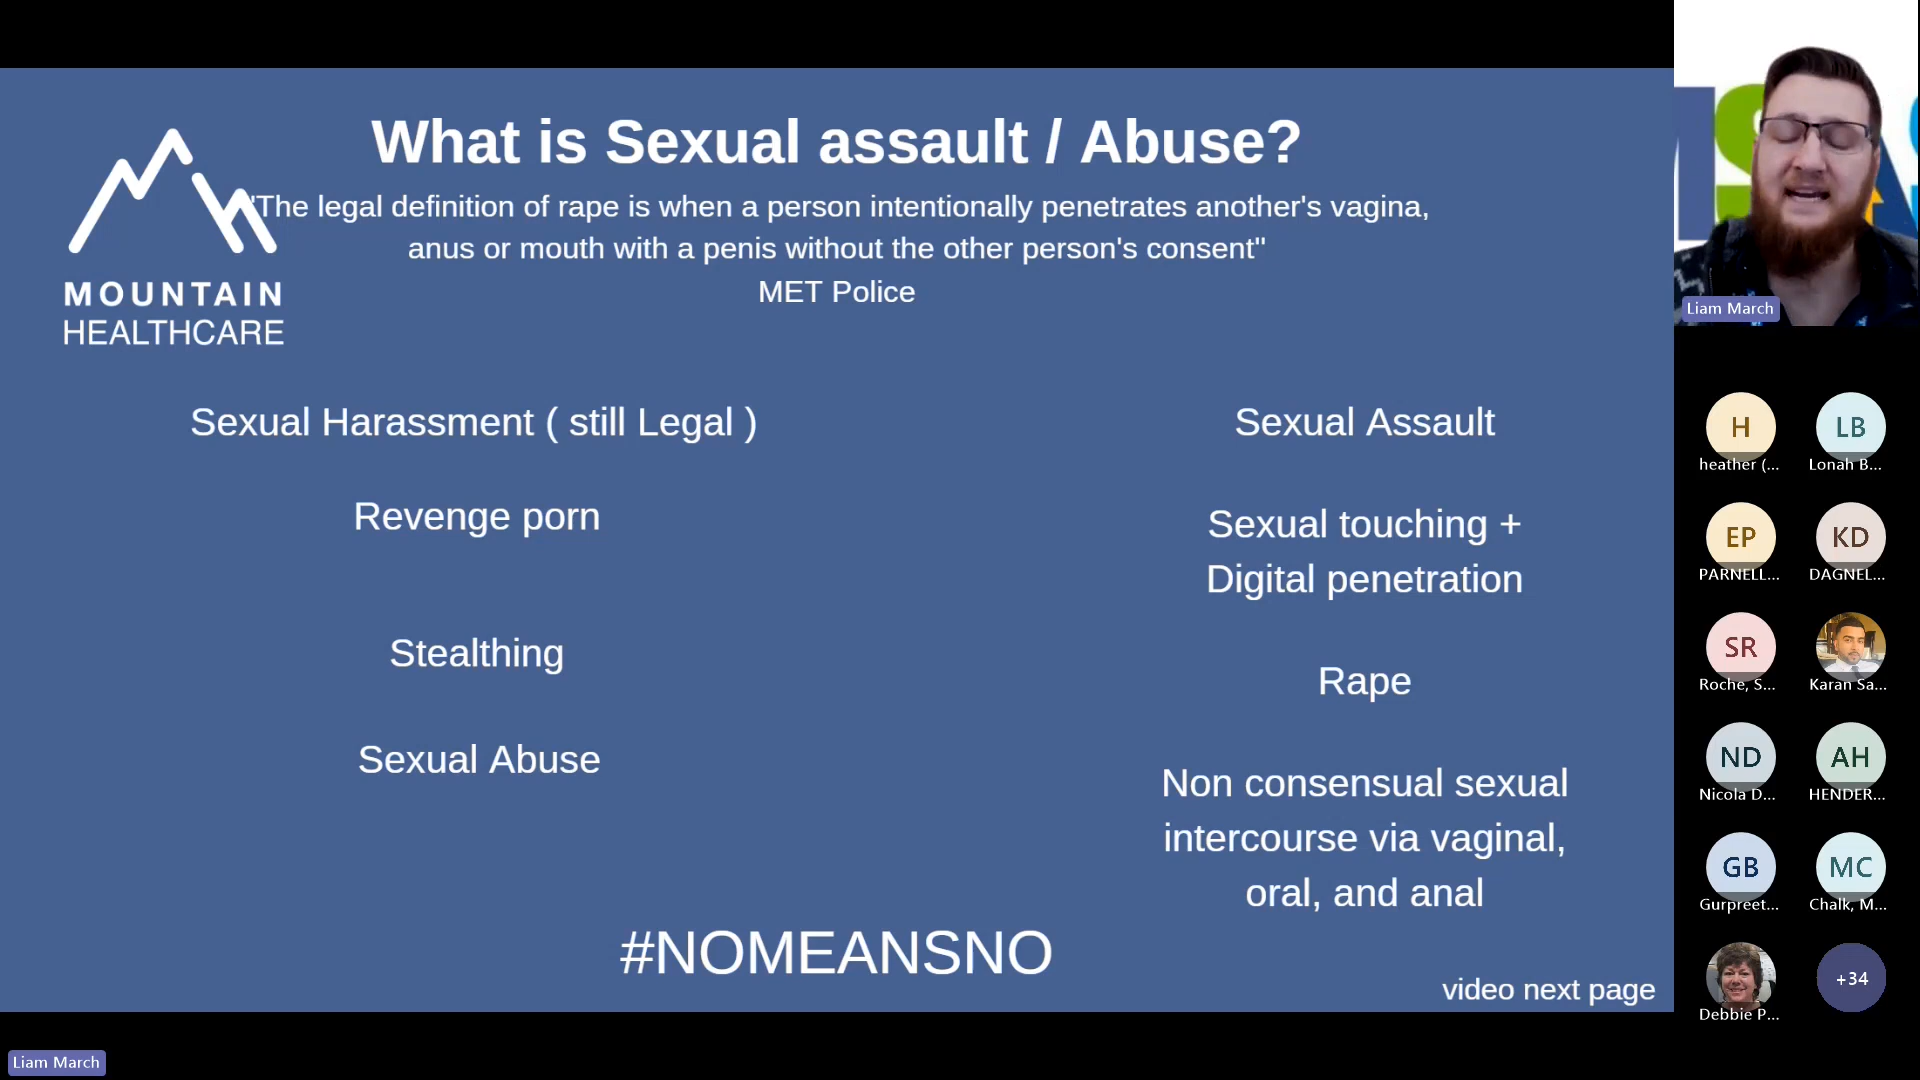 What is Sexual assault / Abuse?
"The legal definition of rape is when a person intentionally penetrates another's vagina,
anus or mouth with a penis without the other person's consent"
MET Police
MOUNTAIN
HEALTHCARE
Sexual Harassment ( still Legal )
Revenge porn
Stealthing
Sexual Abuse
Sexual Assault
Sexual touching +
Digital penetration
Rape
Non consensual sexual
intercourse via vaginal,
oral, and anal
#NOMEANSNO
video next page
Liam March
Liam March
H
heather (...
LB
Lonah B...
EP
PARNELL...
KD
DAGNEL...
SR
Roche, S...
Karan Sa...
ND
Nicola D...
AH
HENDER...
GB
Gurpreet...
MC
Chalk, M...
Debbie P...
+34